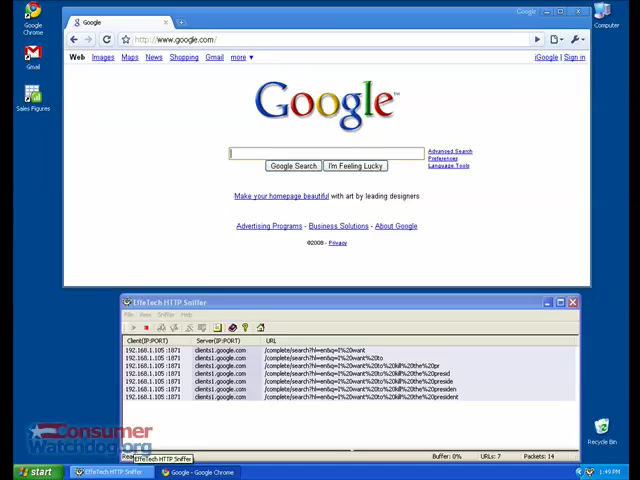 Google Chrome
Gmail
Sales Figures
Google
Google
Computer
http://www.google.com/
Web Images Maps News Shopping Gmail more ▼
iGoogle | Sign in
Google™
Advanced Search
Preferences
Language Tools
Google Search I'm Feeling Lucky
Make your homepage beautiful with art by leading designers
Advertising Programs - Business Solutions - About Google
©2008 - Privacy
EffeTech HTTP Sniffer
File View Sniffer Help
Client(IP:PORT) Server(IP:PORT) URL
192.168.1.105 :1871 clients1.google.com /complete/search?hl=en&q=I%20want
192.168.1.105 :1871 clients1.google.com /complete/search?hl=en&q=I%20want%20to
192.168.1.105 :1871 clients1.google.com /complete/search?hl=en&q=I%20want%20to%20kill%20the%20pr
192.168.1.105 :1871 clients1.google.com /complete/search?hl=en&q=I%20want%20to%20kill%20the%20presid
192.168.1.105 :1871 clients1.google.com /complete/search?hl=en&q=I%20want%20to%20kill%20the%20preside
192.168.1.105 :1871 clients1.google.com /complete/search?hl=en&q=I%20want%20to%20kill%20the%20presiden
192.168.1.105 :1871 clients1.google.com /complete/search?hl=en&q=I%20want%20to%20kill%20the%20president
Consumer
Watchdog.org
Recycle Bin
EffeTech HTTP Sniffer
Buffer: 0% URLs: 7 Packets: 14
start
EffeTech HTTP Sniffer
Google - Google Chrome
1:49 PM